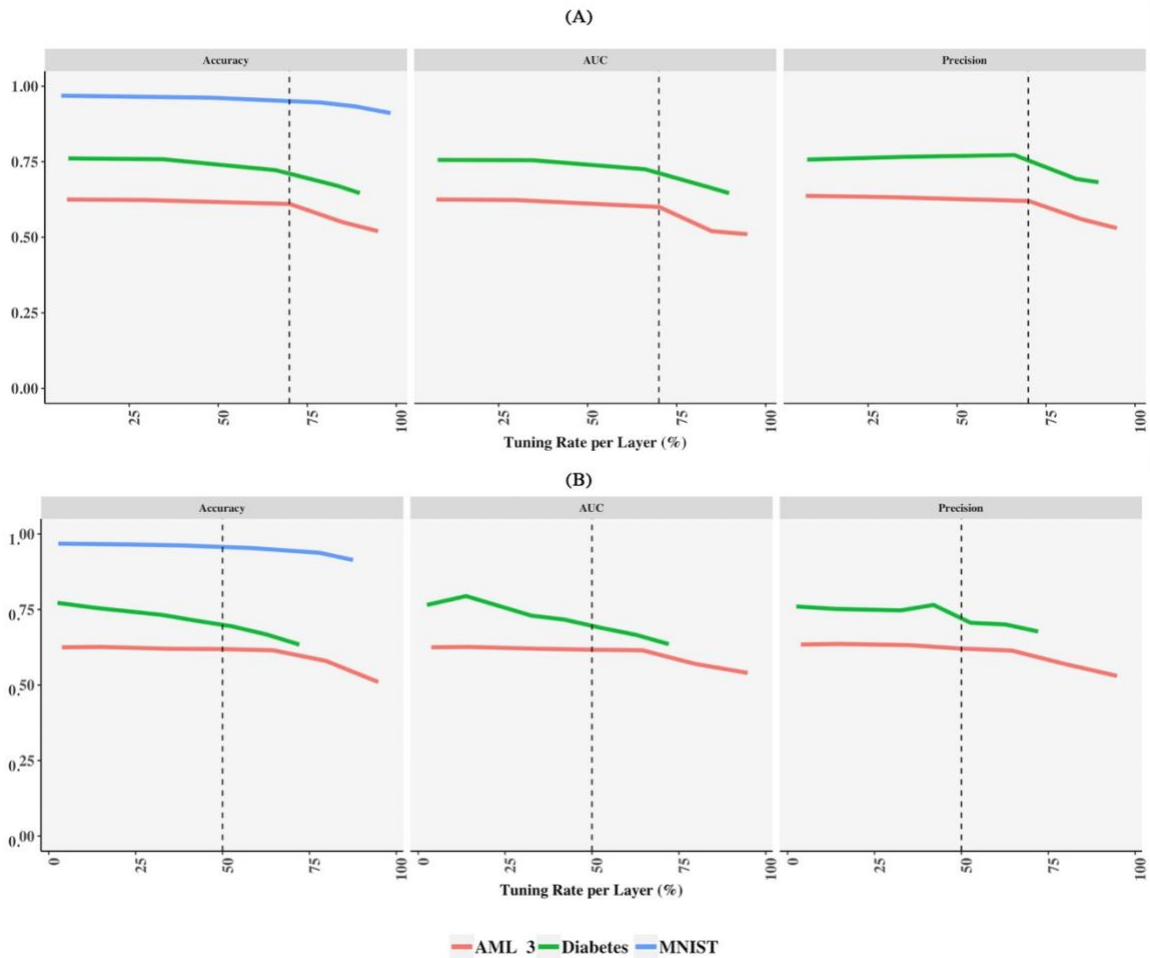 (A)
Accuracy AUC Precision
1.00
0.75
0.50
0.25
0.00
25 50 75 100 25 50 75 100 25 50 75 100
Tuning Rate per Layer (%)
(B)
Accuracy AUC Precision
1.00
0.75
0.50
0.25
0.00
0 25 50 75 100 0 25 50 75 100 0 25 50 75 100
Tuning Rate per Layer (%)
AML 3 Diabetes MNIST